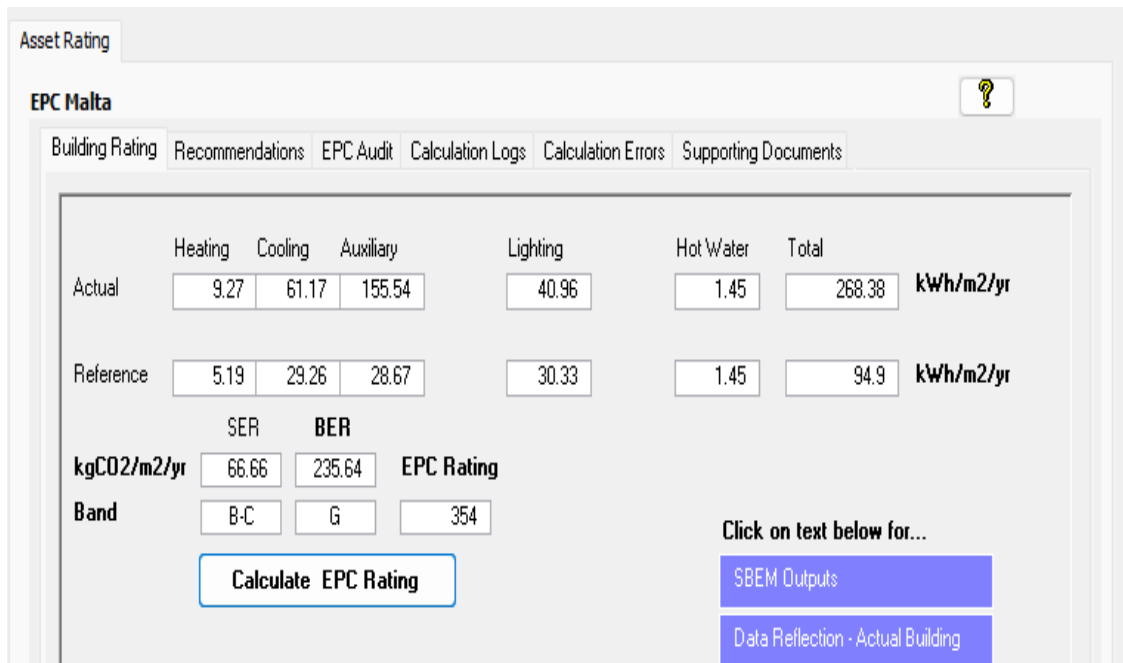 Asset Rating
EPC Malta
?
Building Rating Recommendations EPC Audit Calculation Logs Calculation Errors Supporting Documents
Heating Cooling Auxiliary Lighting Hot Water Total
Actual 9.27 61.17 155.54 40.96 1.45 268.38 kWh/m2/yr
Reference 5.19 29.26 28.67 30.33 1.45 94.9 kWh/m2/yr
SER BER
kgCO2/m2/yr 66.66 235.64 EPC Rating
Band B-C G 354
Click on text below for...
Calculate EPC Rating
SBEM Outputs
Data Reflection - Actual Building